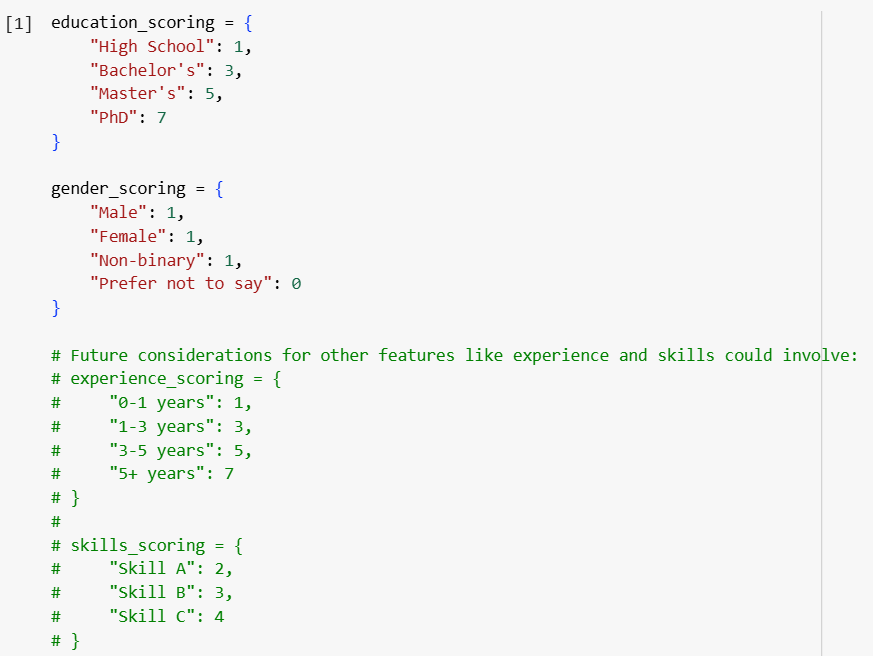 [1] education_scoring = {
    "High School": 1,
    "Bachelor's": 3,
    "Master's": 5,
    "PhD": 7
}
gender_scoring = {
    "Male": 1,
    "Female": 1,
    "Non-binary": 1,
    "Prefer not to say": 0
}
# Future considerations for other features like experience and skills could involve:
# experience_scoring = {
#     "0-1 years": 1,
#     "1-3 years": 3,
#     "3-5 years": 5,
#     "5+ years": 7
# }
#
# skills_scoring = {
#     "Skill A": 2,
#     "Skill B": 3,
#     "Skill C": 4
# }